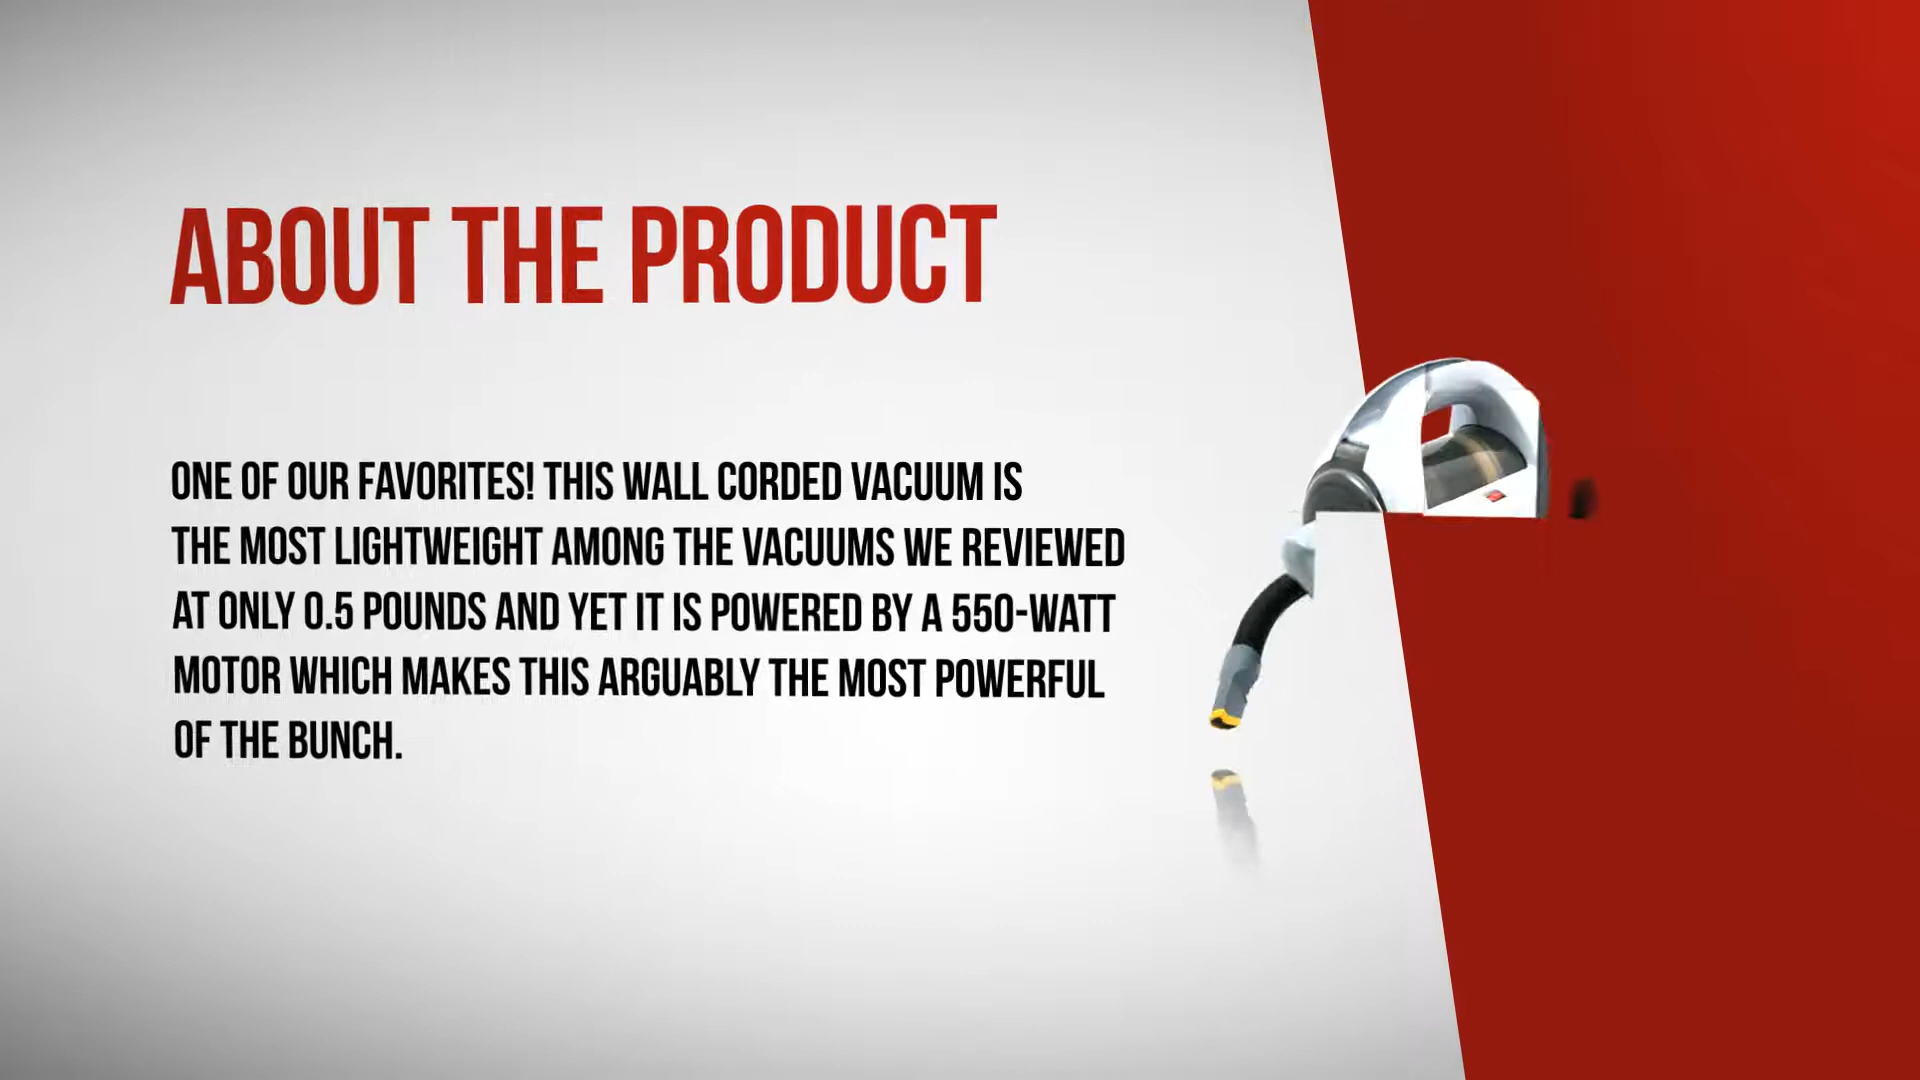 ABOUT THE PRODUCT
ONE OF OUR FAVORITES! THIS WALL CORDED VACUUM IS
THE MOST LIGHTWEIGHT AMONG THE VACUUMS WE REVIEWED
AT ONLY 0.5 POUNDS AND YET IT IS POWERED BY A 550-WATT
MOTOR WHICH MAKES THIS ARGUABLY THE MOST POWERFUL
OF THE BUNCH.